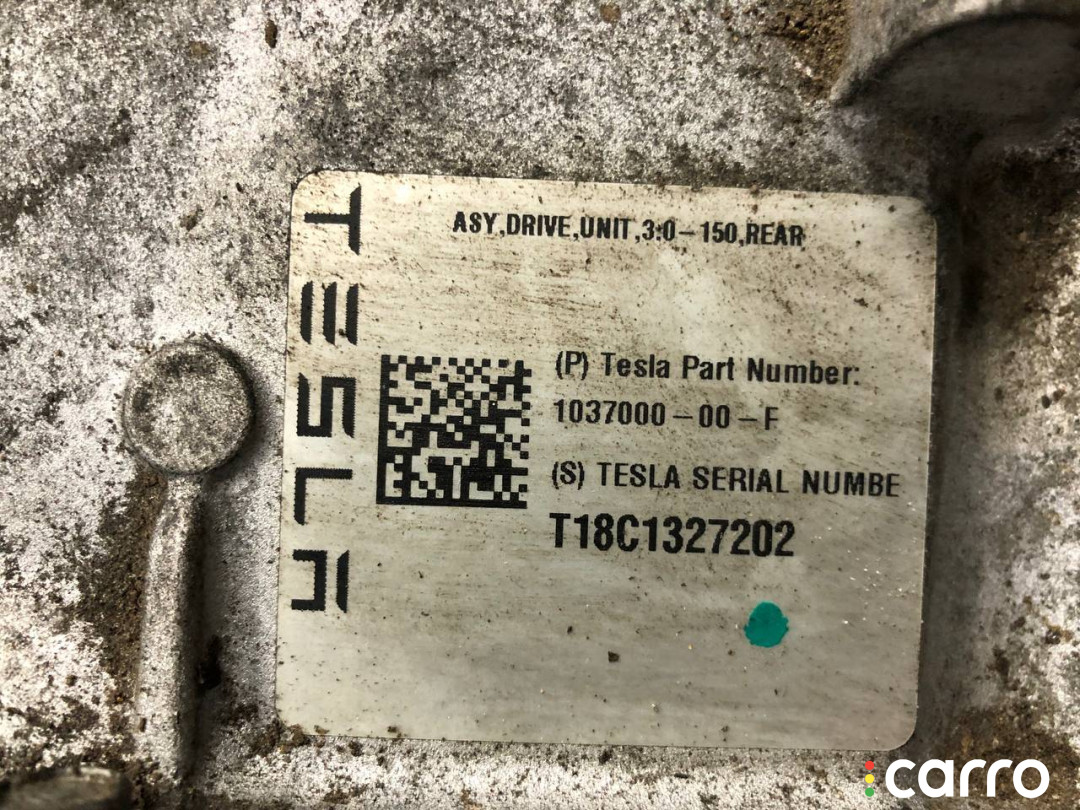 TESLA
ASY,DRIVE,UNIT,3.0-150,REAR
(P) Tesla Part Number:
1037000-00-F
(S) TESLA SERIAL NUMBE
T18C1327202
carro